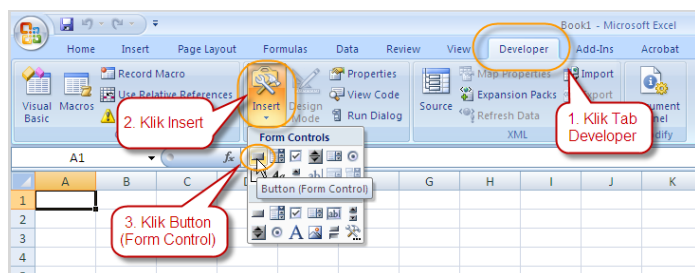 Book1 - Microsoft Excel
Home Insert Page Layout Formulas Data Review View Developer Add-Ins Acrobat
Visual Basic
Macros
Record Macro
Use Relative References
Insert
Design Mode
Properties
View Code
Run Dialog
Source
Map Properties
Expansion Packs
Refresh Data
Import
Export
XML
2. Klik Insert
1. Klik Tab
Developer
Form Controls
A1
fx
Button (Form Control)
A B C G H I J K
1
2
3
4
3. Klik Button
(Form Control)